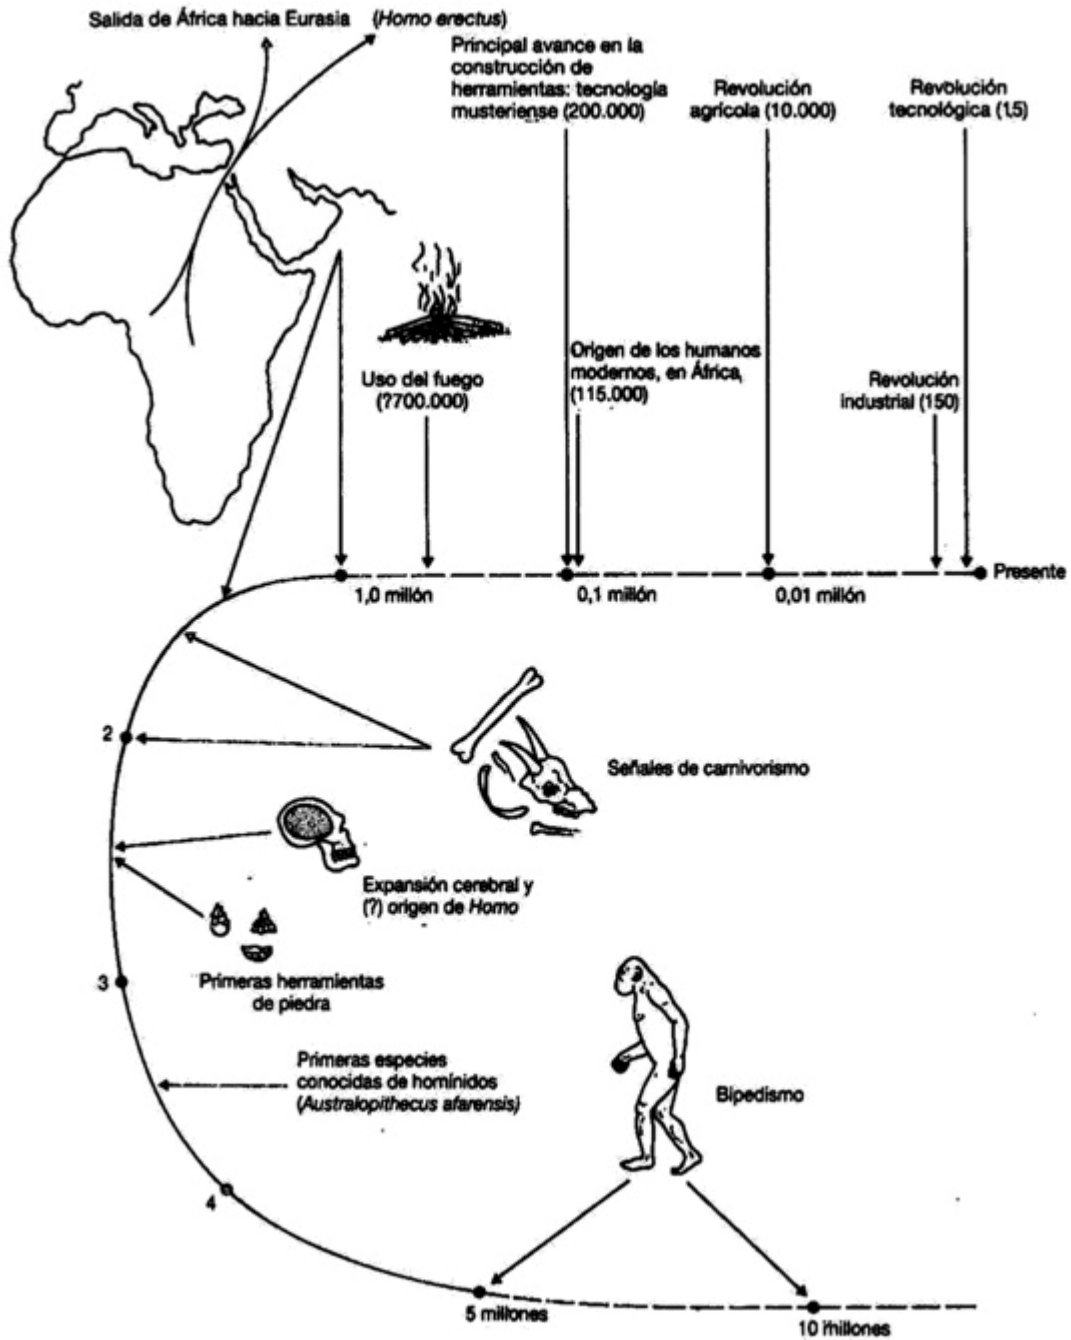 Salida de África hacia Eurasia (Homo erectus)
Principal avance en la
construcción de
herramientas: tecnología
musteriense (200.000)
Revolución
agrícola (10.000)
Revolución
tecnológica (15)
Uso del fuego
(?700.000)
Origen de los humanos
modernos, en África,
(115.000)
Revolución
industrial (150)
Presente
1,0 millón
0,1 millón
0,01 millón
2
Señales de carnivorismo
Expansión cerebral y
(?) origen de Homo
3
Primeras herramientas
de piedra
Primeras especies
conocidas de homínidos
(Australopithecus afarensis)
Bipedismo
4
5 millones
10 millones